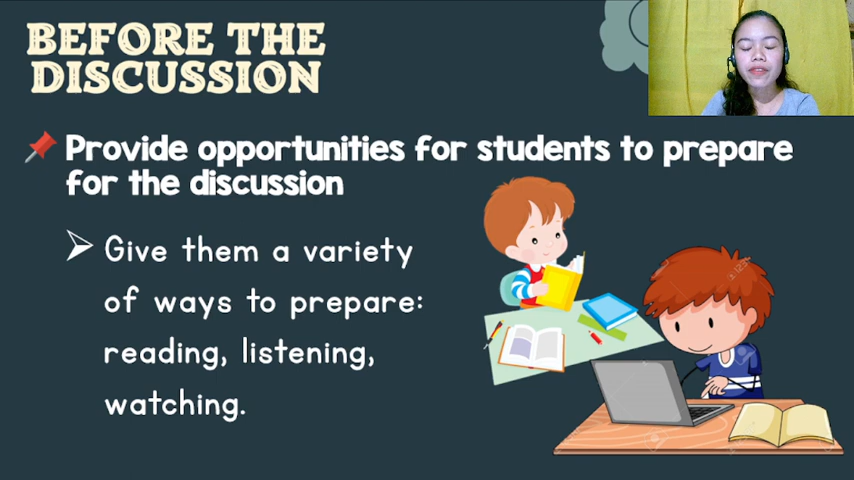 BEFORE THE
DISCUSSION
Provide opportunities for students to prepare
for the discussion
Give them a variety
of ways to prepare:
reading, listening,
watching.